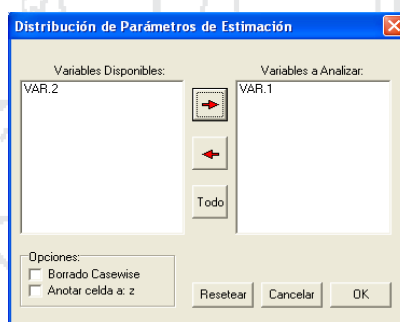 Distribución de Parámetros de Estimación
Variables Disponibles:
Variables a Analizar:
VAR.2
VAR.1
Todo
Opciones:
Borrado Casewise
Anotar celda a: z
Resetear
Cancelar
OK